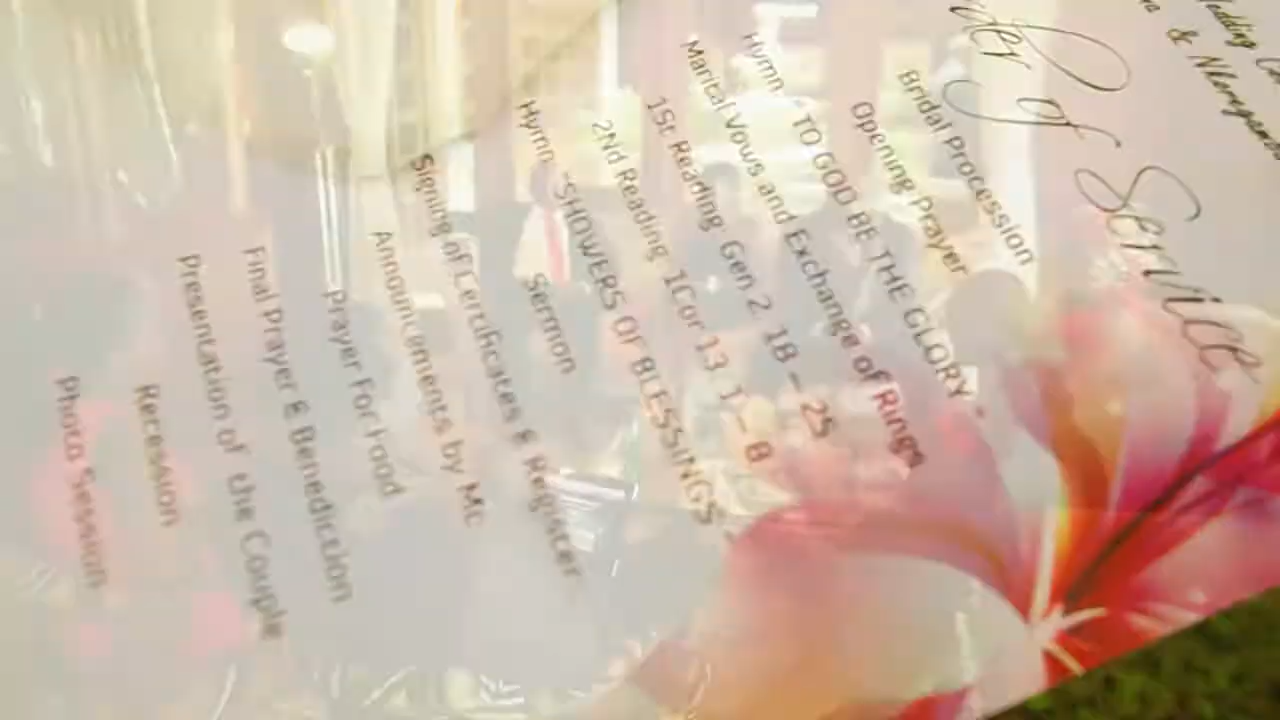 & Nkeregwem
Order Of Service
Bridal Procession
Opening Prayer
Hymn " TO GOD BE THE GLORY "
Marital Vows and Exchange of Rings
1St Reading Gen 2 18 – 25
2Nd Reading 1Cor 13 1 – 8
Hymn "SHOWERS OF BLESSINGS
Sermon
Signing of Certificates & Register
Announcements by Mc
Prayer For Food
Final Prayer & Benediction
Presentation of the Couple
Recession
Photo Session